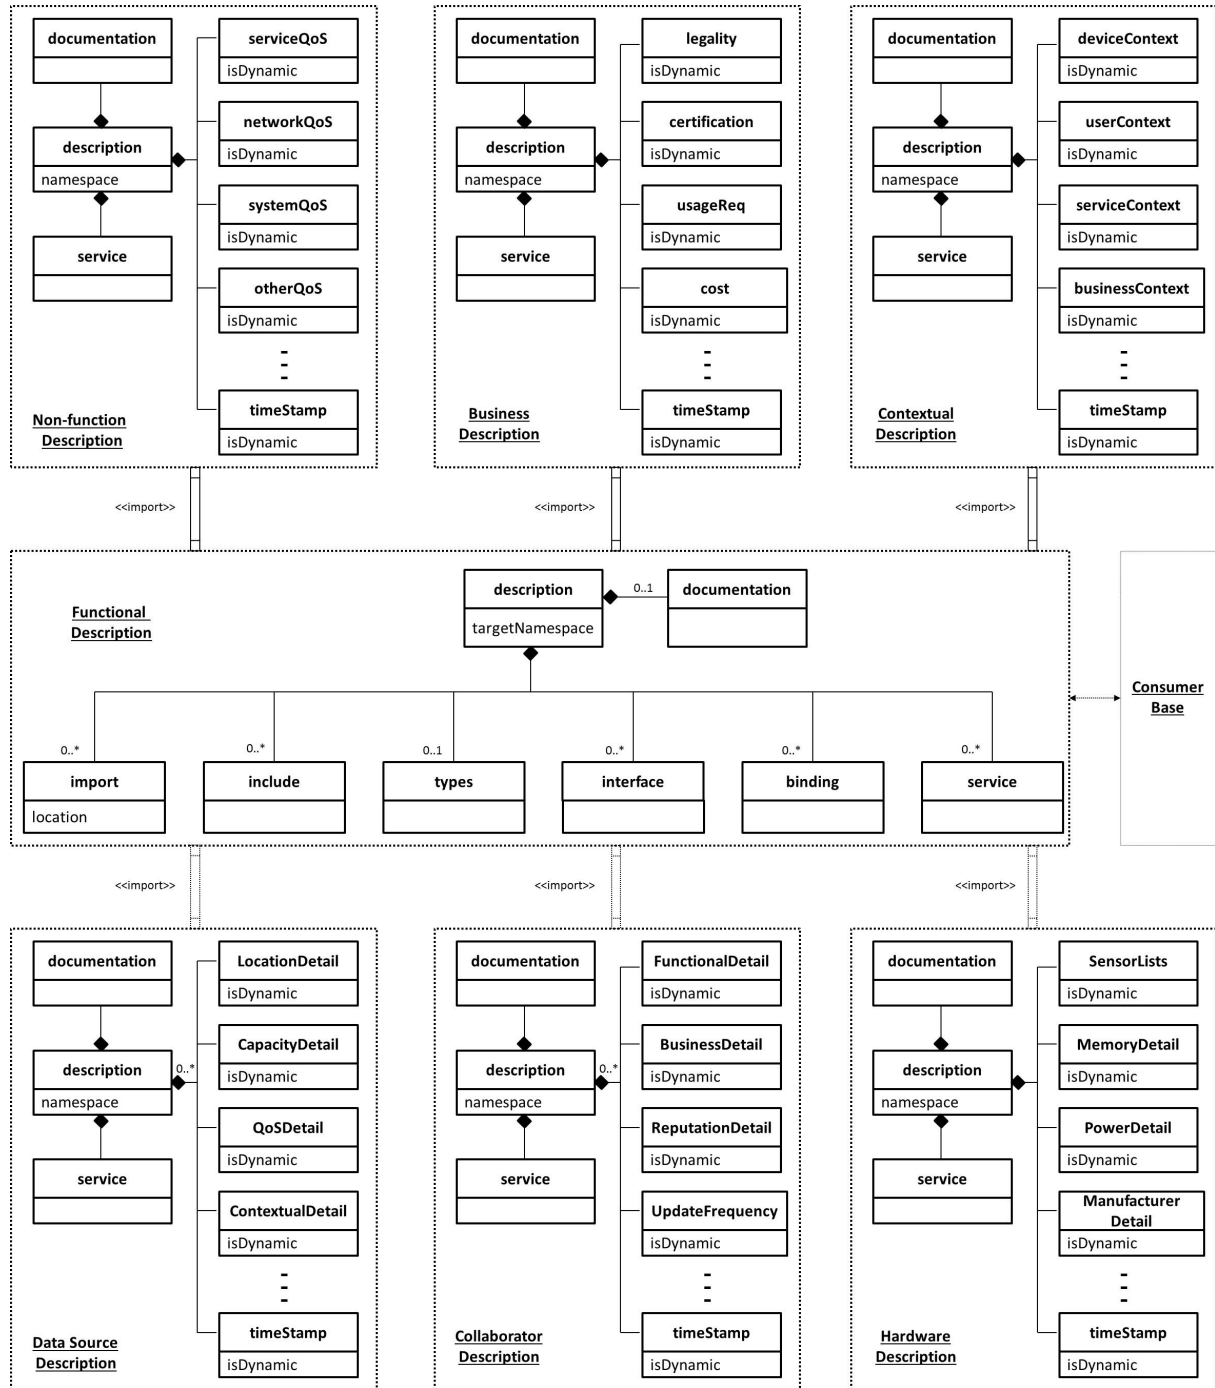 documentation
description
namespace
service
serviceQoS
isDynamic
networkQoS
isDynamic
systemQoS
isDynamic
otherQoS
isDynamic
timeStamp
isDynamic
Non-function
Description
documentation
description
namespace
service
legality
isDynamic
certification
isDynamic
usageReq
isDynamic
cost
isDynamic
timeStamp
isDynamic
Business
Description
documentation
description
namespace
service
deviceContext
isDynamic
userContext
isDynamic
serviceContext
isDynamic
businessContext
isDynamic
timeStamp
isDynamic
Contextual
Description
<<import>>
<<import>>
<<import>>
Functional
Description
description
targetNamespace
0..1
documentation
0..*
import
location
0..*
include
0..1
types
0..*
interface
0..*
binding
0..*
service
Consumer
Base
<<import>>
<<import>>
<<import>>
documentation
description
namespace
service
0..*
LocationDetail
isDynamic
CapacityDetail
isDynamic
QoSDetail
isDynamic
ContextualDetail
isDynamic
timeStamp
isDynamic
Data Source
Description
documentation
description
namespace
service
0..*
FunctionalDetail
isDynamic
BusinessDetail
isDynamic
ReputationDetail
isDynamic
UpdateFrequency
isDynamic
timeStamp
isDynamic
Collaborator
Description
documentation
description
namespace
service
SensorLists
isDynamic
MemoryDetail
isDynamic
PowerDetail
isDynamic
Manufacturer
Detail
isDynamic
timeStamp
isDynamic
Hardware
Description